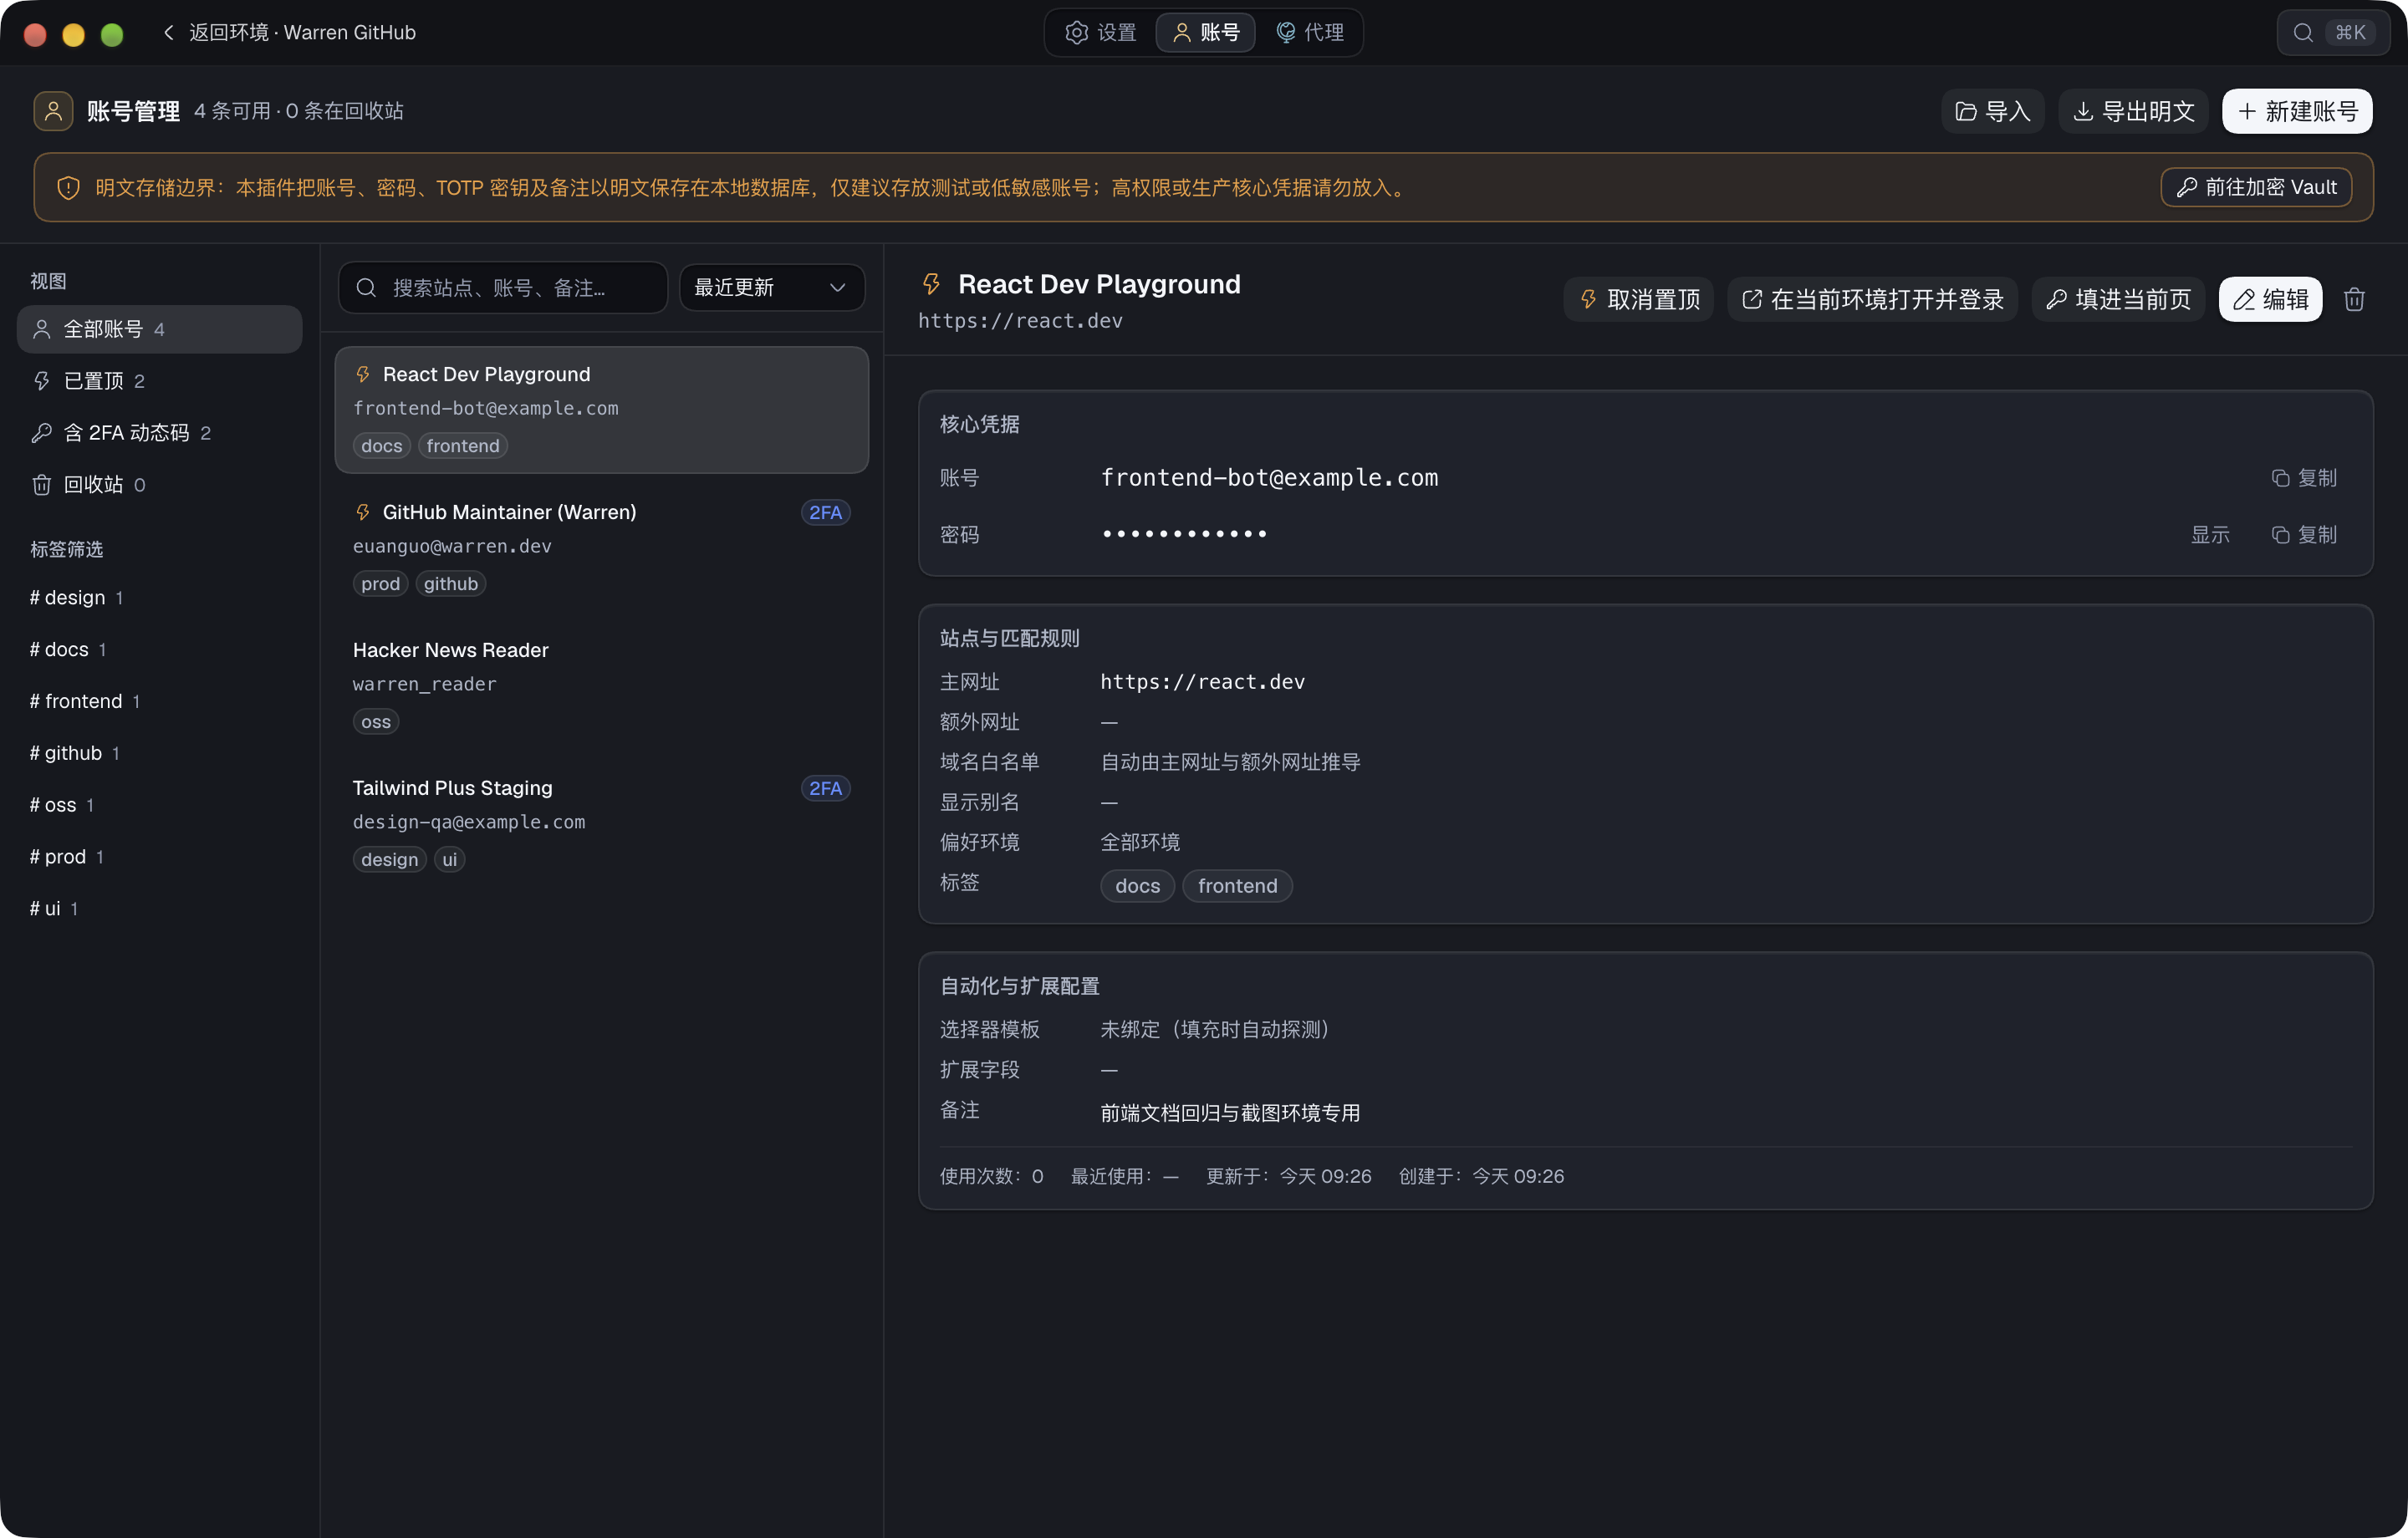 返回环境 · Warren GitHub
设置
账号
代理
⌘K
账号管理 4 条可用 · 0 条在回收站
导入
导出明文
新建账号
明文存储边界：本插件把账号、密码、TOTP 密钥及备注以明文保存在本地数据库，仅建议存放测试或低敏感账号；高权限或生产核心凭据请勿放入。
前往加密 Vault
视图
全部账号 4
已置顶 2
含 2FA 动态码 2
回收站 0
标签筛选
# design 1
# docs 1
# frontend 1
# github 1
# oss 1
# prod 1
# ui 1
搜索站点、账号、备注...
最近更新
React Dev Playground
frontend-bot@example.com
docs frontend
GitHub Maintainer (Warren) 2FA
euanguo@warren.dev
prod github
Hacker News Reader
warren_reader
oss
Tailwind Plus Staging 2FA
design-qa@example.com
design ui
React Dev Playground
https://react.dev
取消置顶
在当前环境打开并登录
填进当前页
编辑
核心凭据
账号 frontend-bot@example.com 复制
密码 •••••••••••• 显示 复制
站点与匹配规则
主网址 https://react.dev
额外网址 —
域名白名单 自动由主网址与额外网址推导
显示别名 —
偏好环境 全部环境
标签 docs frontend
自动化与扩展配置
选择器模板 未绑定（填充时自动探测）
扩展字段 —
备注 前端文档回归与截图环境专用
使用次数：0 最近使用：— 更新于：今天 09:26 创建于：今天 09:26